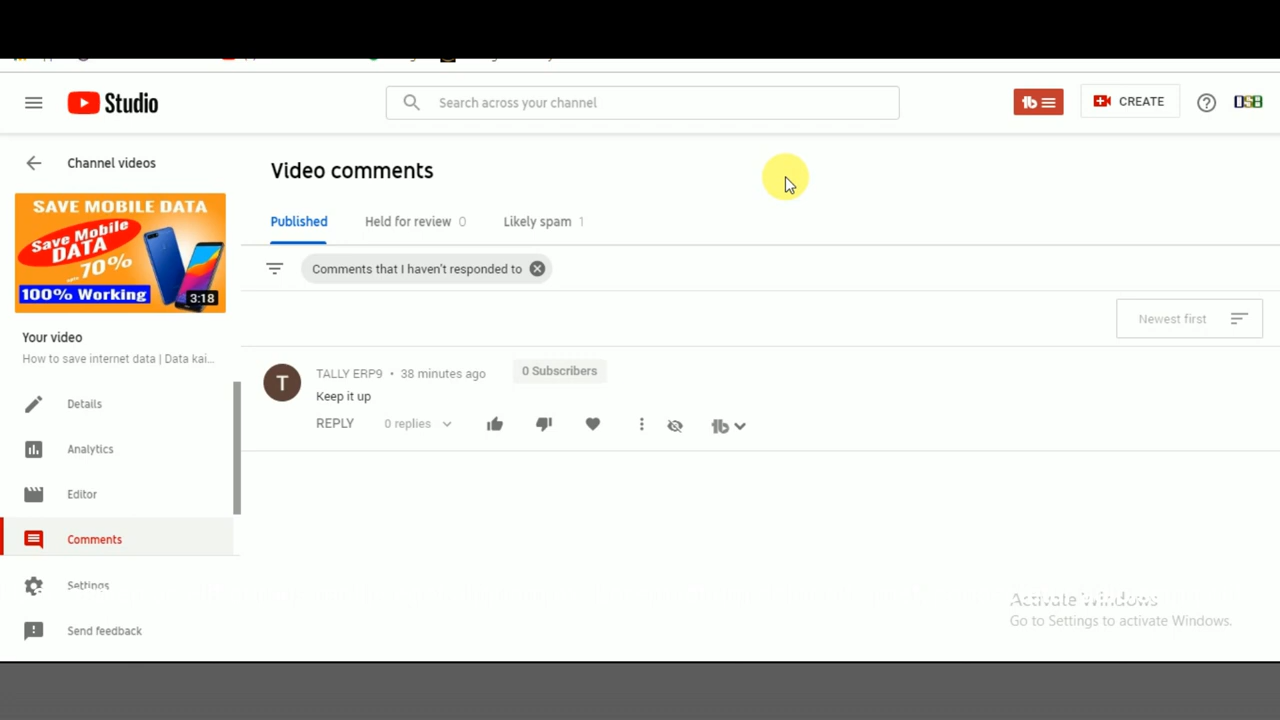 Studio
Search across your channel
CREATE
OSB
Channel videos
SAVE MOBILE DATA
Save Mobile
DATA
70%
100% Working
3:18
Your video
How to save internet data | Data kai...
Details
Analytics
Editor
Comments
Settings
Send feedback
Video comments
Published
Held for review 0
Likely spam 1
Comments that I haven't responded to
Newest first
T
TALLY ERP9 • 38 minutes ago
0 Subscribers
Keep it up
REPLY
0 replies
Activate Windows
Go to Settings to activate Windows.